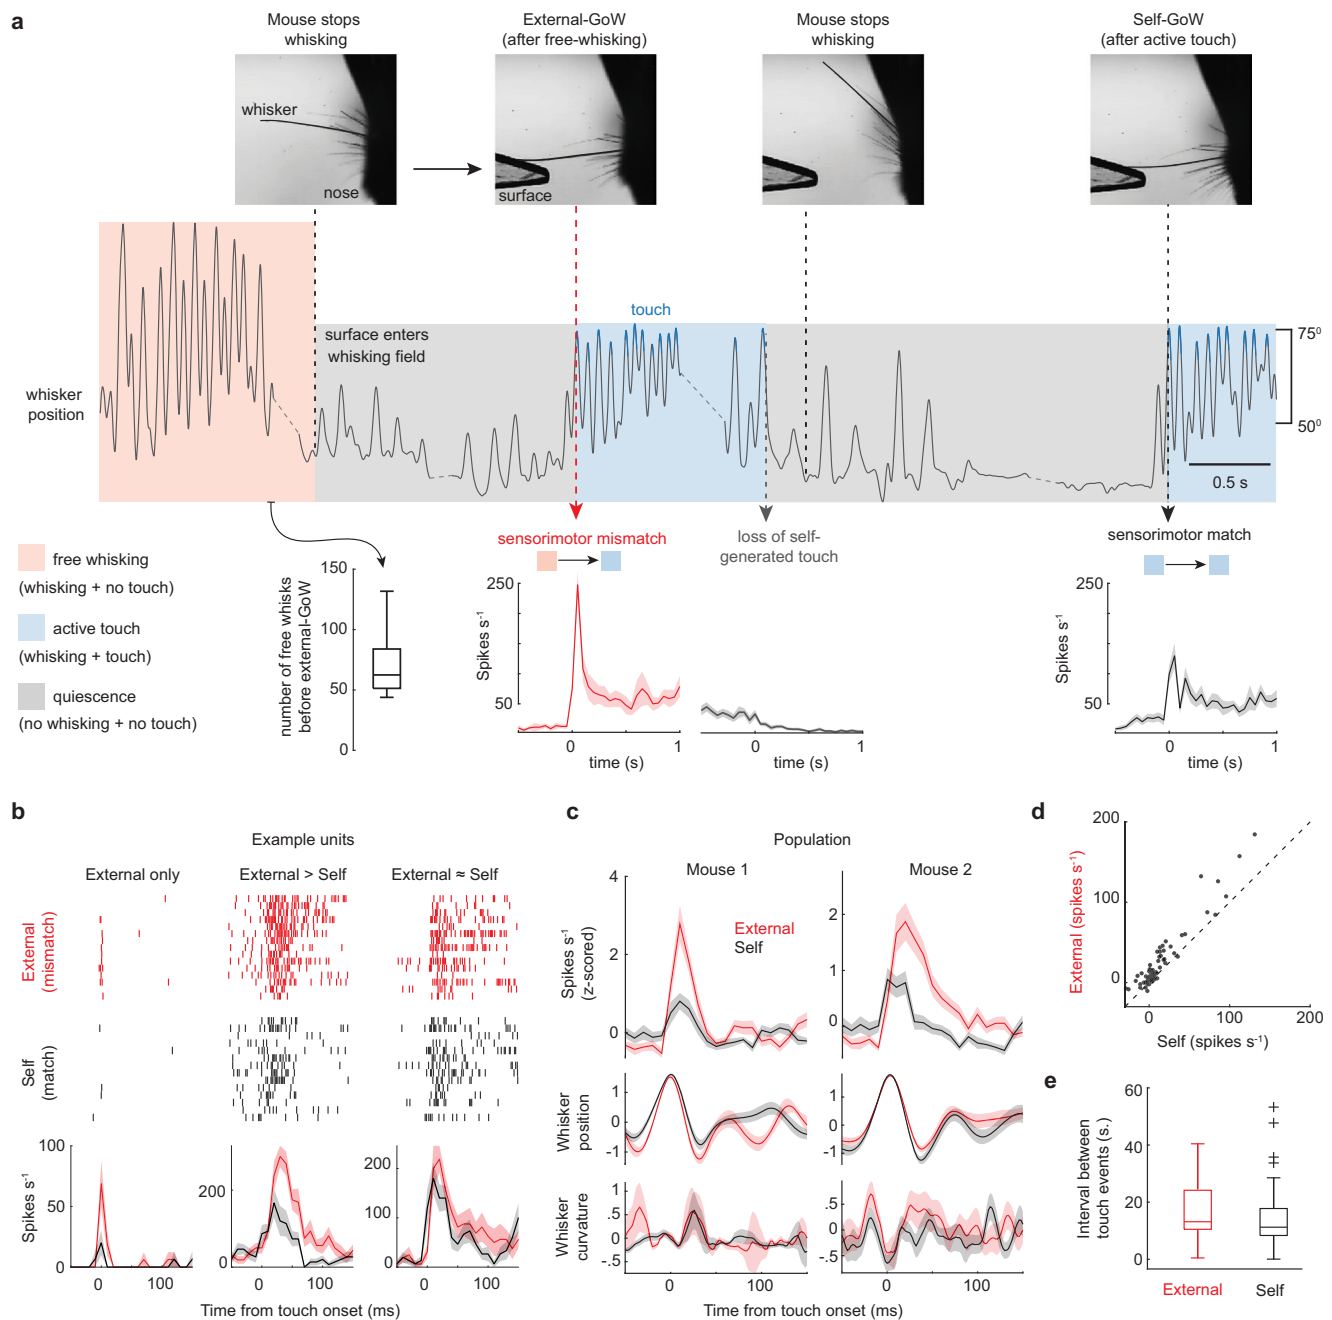 a
Mouse stops
whisking
External-GoW
(after free-whisking)
Mouse stops
whisking
Self-GoW
(after active touch)
whisker
nose
surface
touch
surface enters
whisking field
whisker
position
75⁰
50⁰
0.5 s
sensorimotor mismatch
loss of self-
generated touch
sensorimotor match
free whisking
(whisking + no touch)
active touch
(whisking + touch)
quiescence
(no whisking + no touch)
number of free whisks
before external-GoW
150
100
50
0
Spikes s⁻¹
250
50
0
1
time (s)
0
1
time (s)
Spikes s⁻¹
250
50
0
1
time (s)
b
Example units
External only
External > Self
External ≈ Self
External
(mismatch)
Self
(match)
Spikes s⁻¹
100
50
0
200
0
200
0
0
100
0
100
0
100
Time from touch onset (ms)
c
Population
Mouse 1
Mouse 2
External
Self
Spikes s⁻¹
(z-scored)
4
2
0
2
1
0
Whisker
position
1
0
-1
1
0
-1
Whisker
curvature
1
.5
0
-.5
.5
0
-.5
0
100
0
100
Time from touch onset (ms)
d
External (spikes s⁻¹)
200
100
0
0
100
200
Self (spikes s⁻¹)
e
Interval between
touch events (s.)
60
40
20
0
External
Self